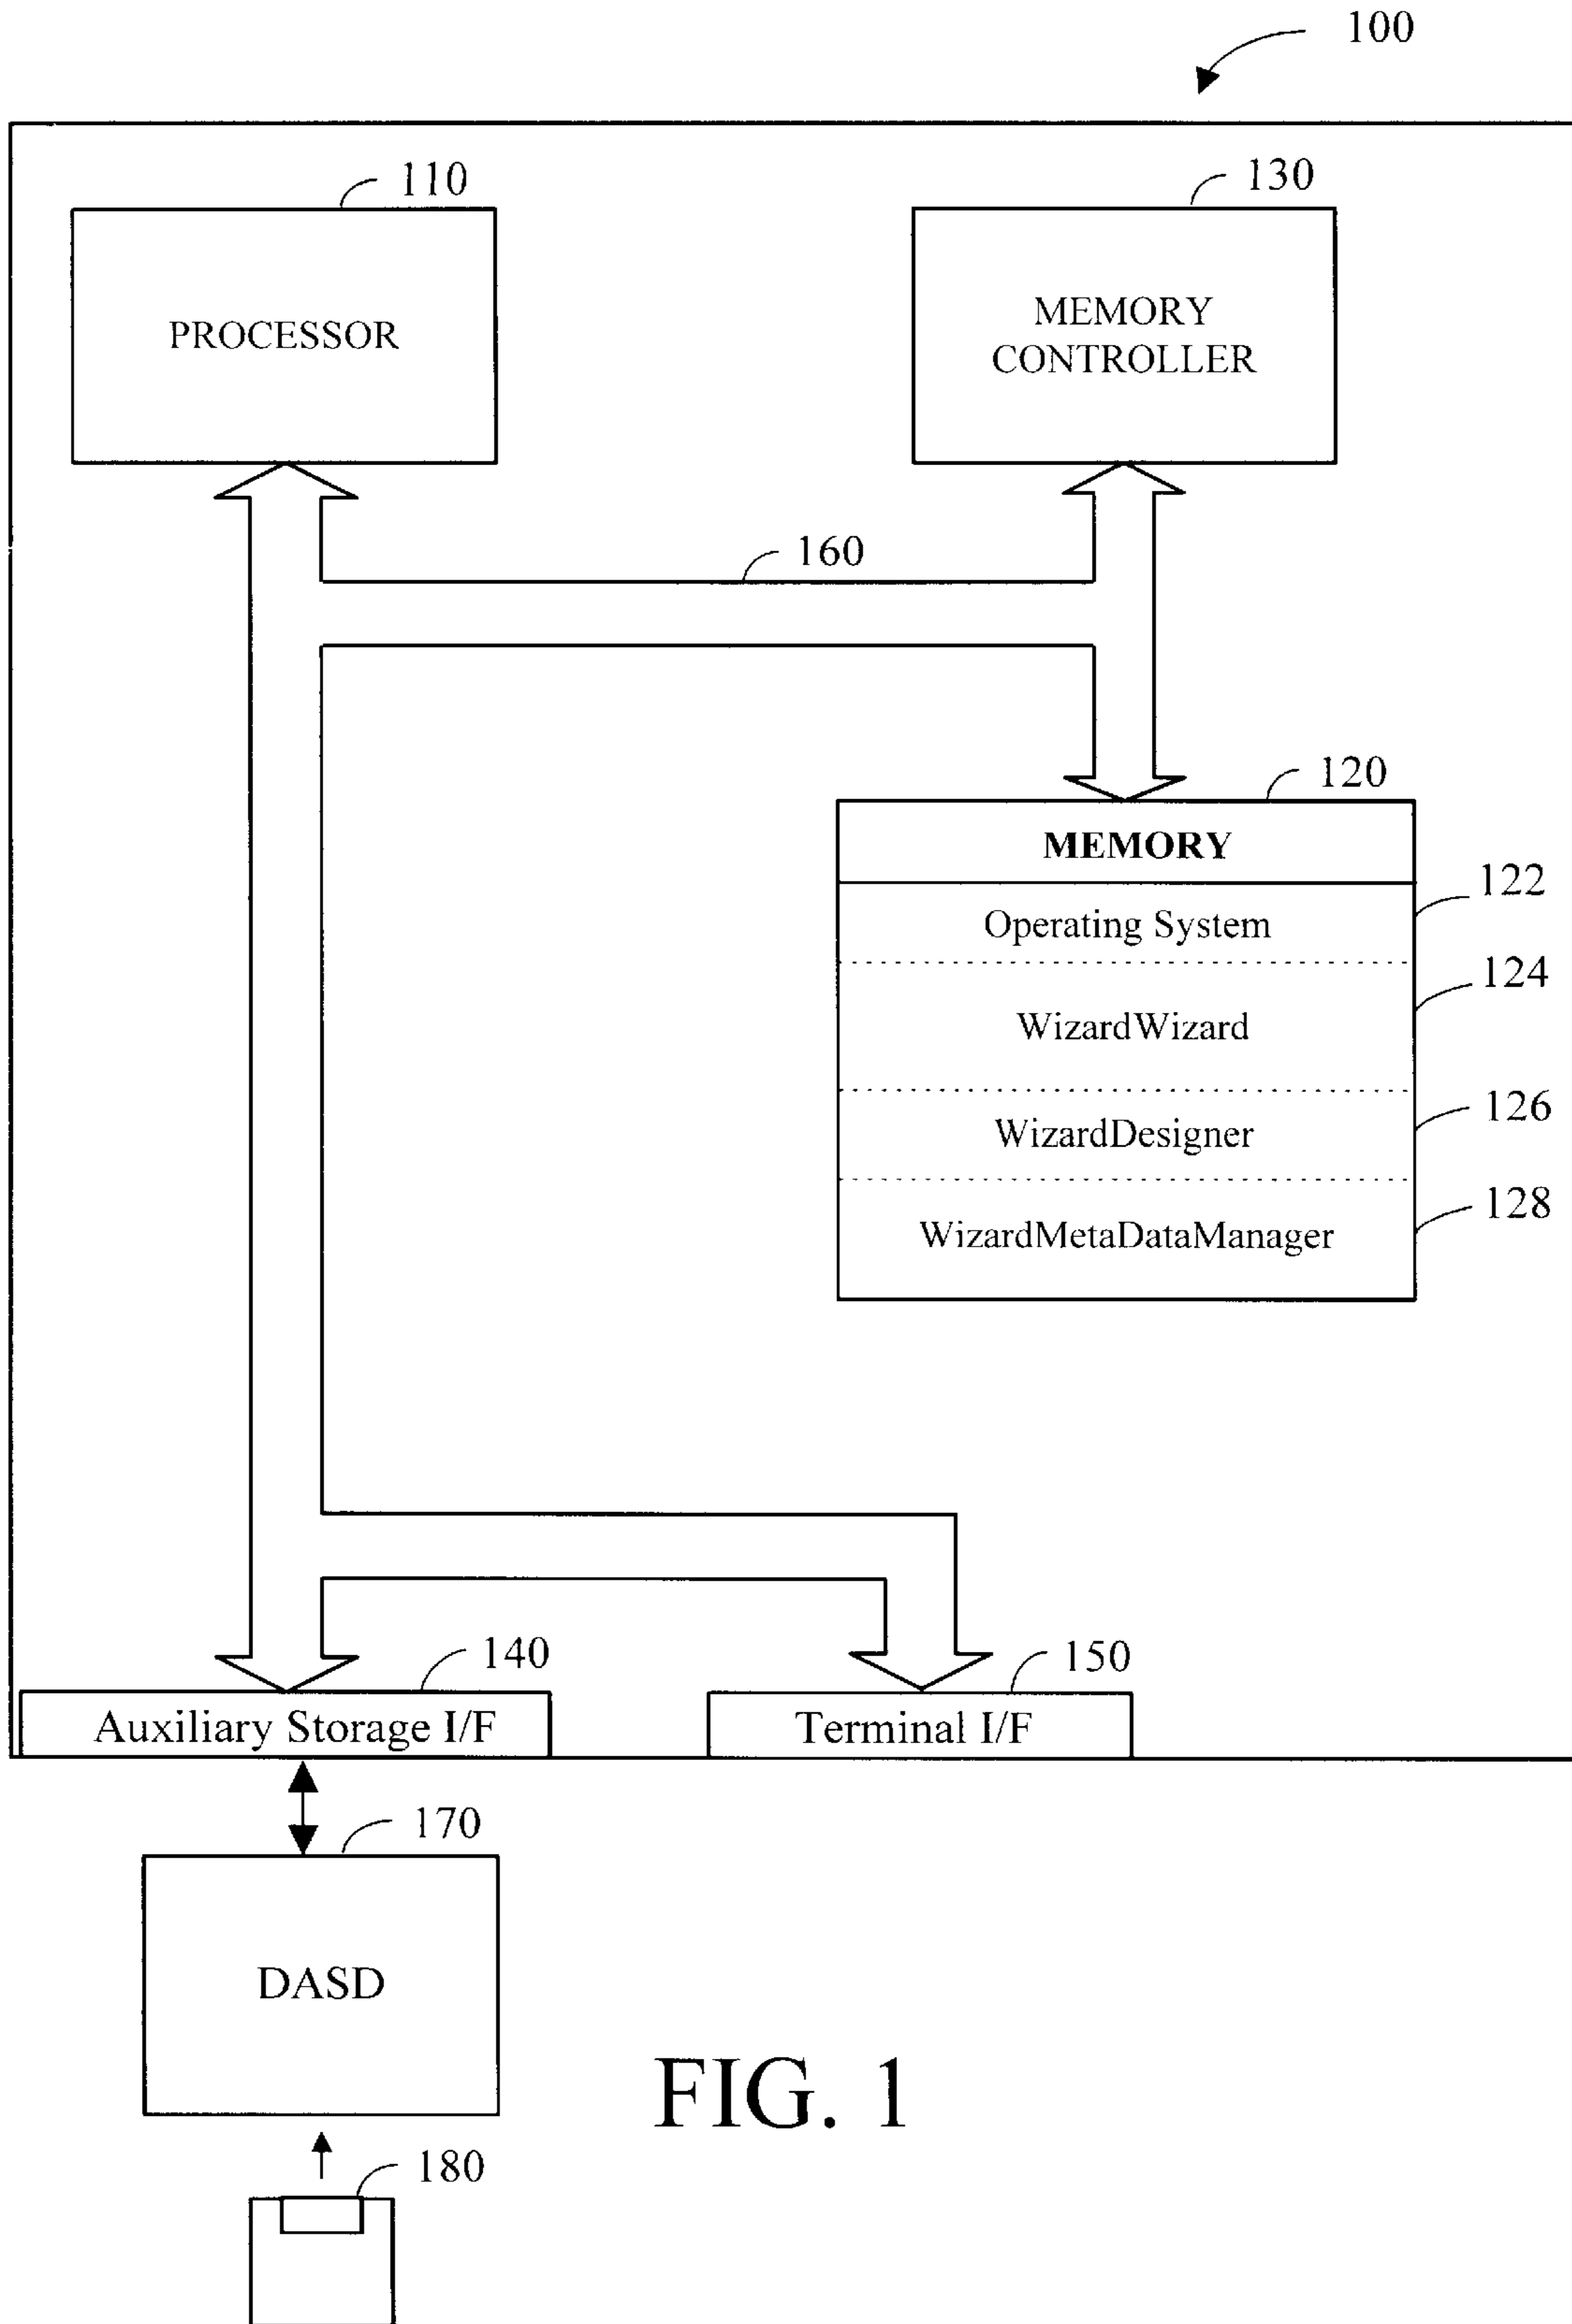 100
110
130
PROCESSOR
MEMORY
CONTROLLER
160
120
MEMORY
122
Operating System
124
WizardWizard
126
WizardDesigner
128
WizardMetaDataManager
140
150
Auxiliary Storage I/F
Terminal I/F
170
DASD
FIG. 1
180